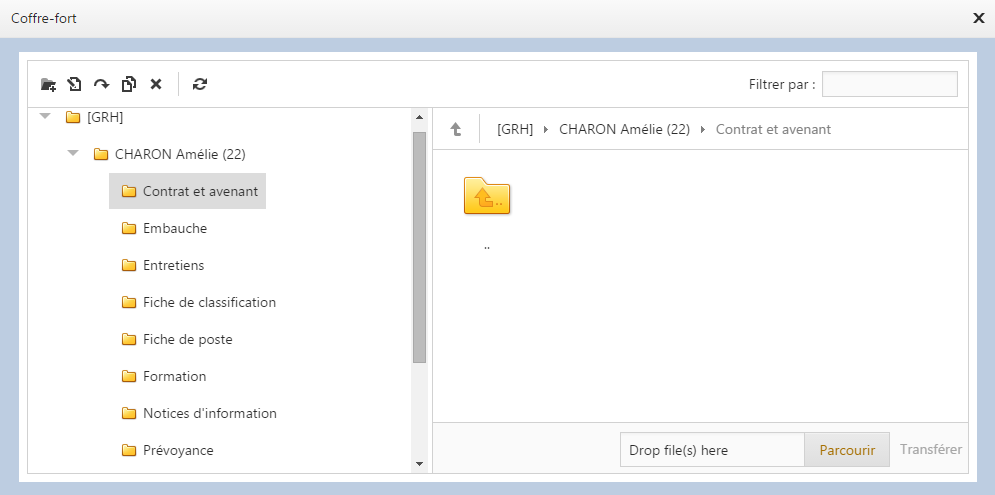 Coffre-fort
Filtrer par :
[GRH]
CHARON Amélie (22)
Contrat et avenant
Embauche
Entretiens
Fiche de classification
Fiche de poste
Formation
Notices d'information
Prévoyance
[GRH] CHARON Amélie (22) Contrat et avenant
..
Drop file(s) here Parcourir Transférer